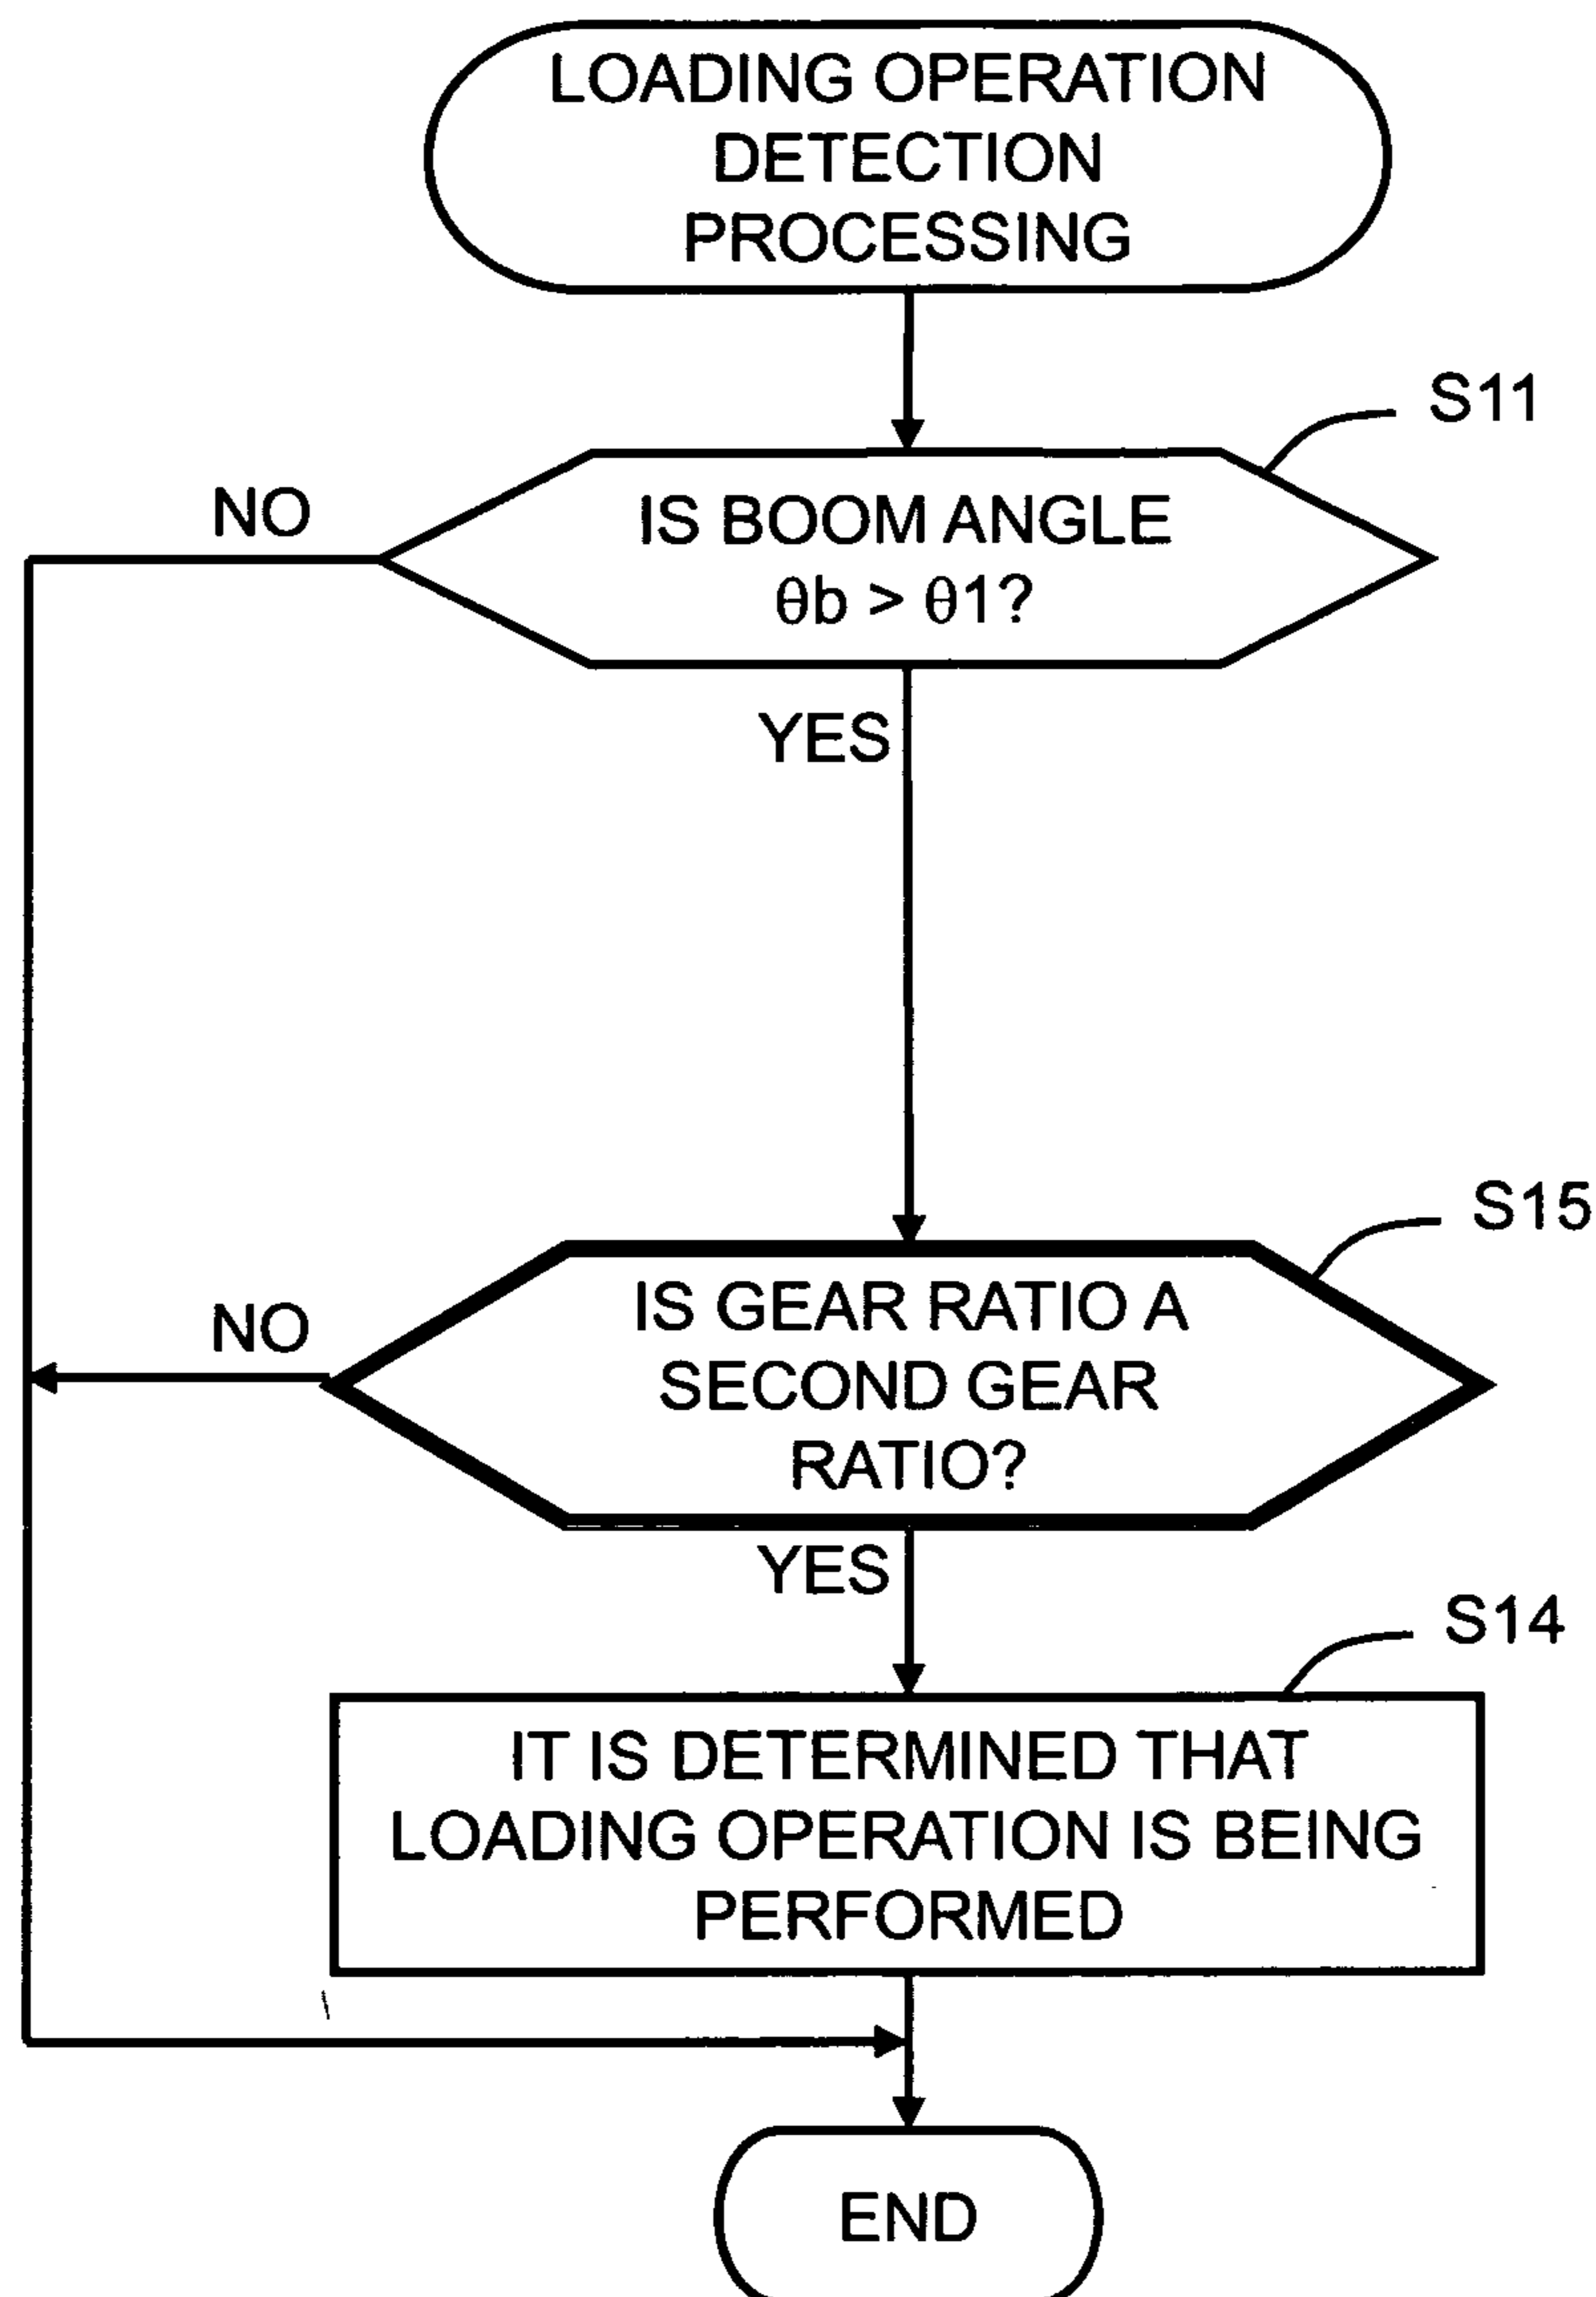 LOADING OPERATION
DETECTION
PROCESSING
S11
NO
IS BOOM ANGLE
θb > θ1?
YES
S15
NO
IS GEAR RATIO A
SECOND GEAR
RATIO?
YES
S14
IT IS DETERMINED THAT
LOADING OPERATION IS BEING
PERFORMED
END